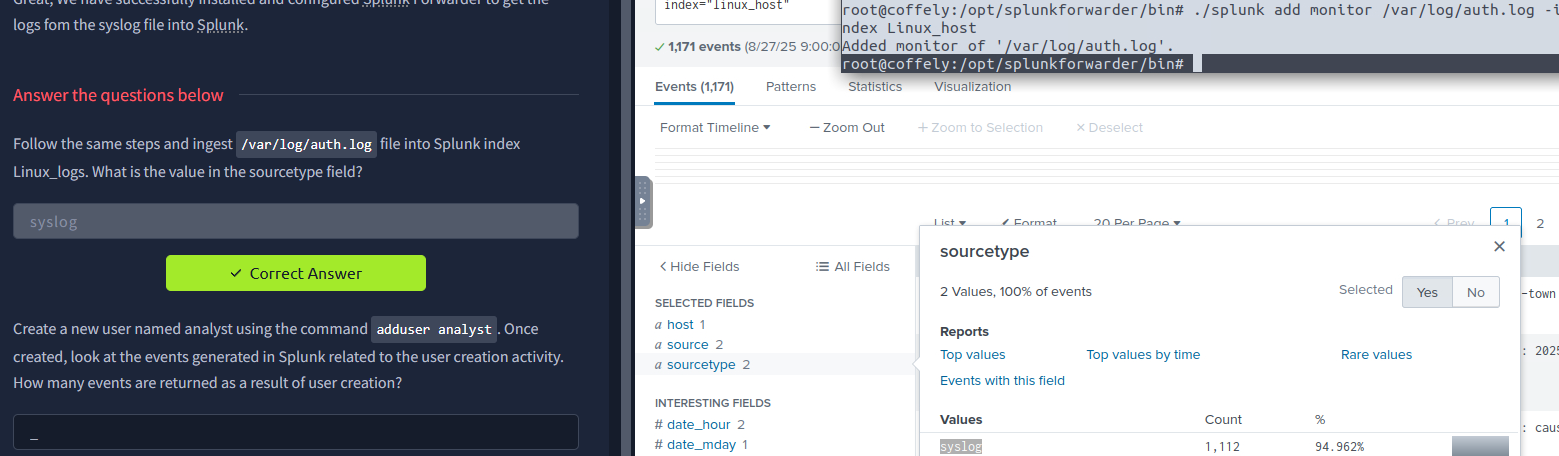 Great, We have successfully installed and configured Splunk Forwarder to get the
logs fom the syslog file into Splunk.
Answer the questions below
Follow the same steps and ingest /var/log/auth.log file into Splunk index
Linux_logs. What is the value in the sourcetype field?
syslog
Correct Answer
Create a new user named analyst using the command adduser analyst. Once
created, look at the events generated in Splunk related to the user creation activity.
How many events are returned as a result of user creation?
_
index="linux_host"
1,171 events (8/27/25 9:00:0
root@coffely:/opt/splunkforwarder/bin# ./splunk add monitor /var/log/auth.log -i
ndex Linux_host
Added monitor of '/var/log/auth.log'.
root@coffely:/opt/splunkforwarder/bin#
Events (1,171) Patterns Statistics Visualization
Format Timeline — Zoom Out + Zoom to Selection × Deselect
List Format 20 Per Page < Prev 1 2
< Hide Fields All Fields
SELECTED FIELDS
a host 1
a source 2
a sourcetype 2
INTERESTING FIELDS
# date_hour 2
# date_mday 1
sourcetype
2 Values, 100% of events Selected Yes No
Reports
Top values Top values by time Rare values
Events with this field
Values Count %
syslog 1,112 94.962%
-town
: 2025
: caus